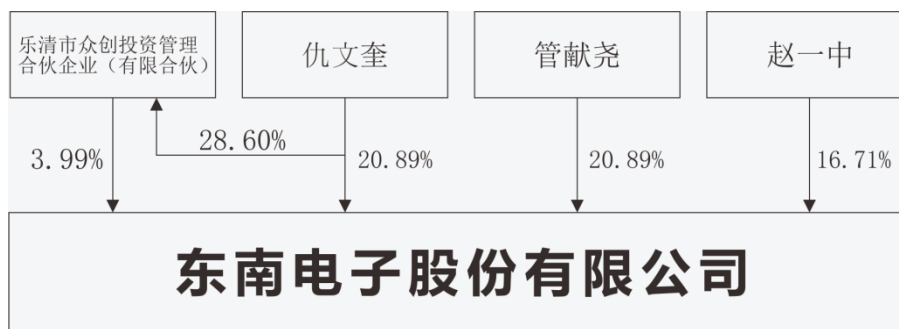 乐清市众创投资管理
合伙企业（有限合伙）
仇文奎
管献尧
赵一中
28.60%
3.99%
20.89%
20.89%
16.71%
东南电子股份有限公司